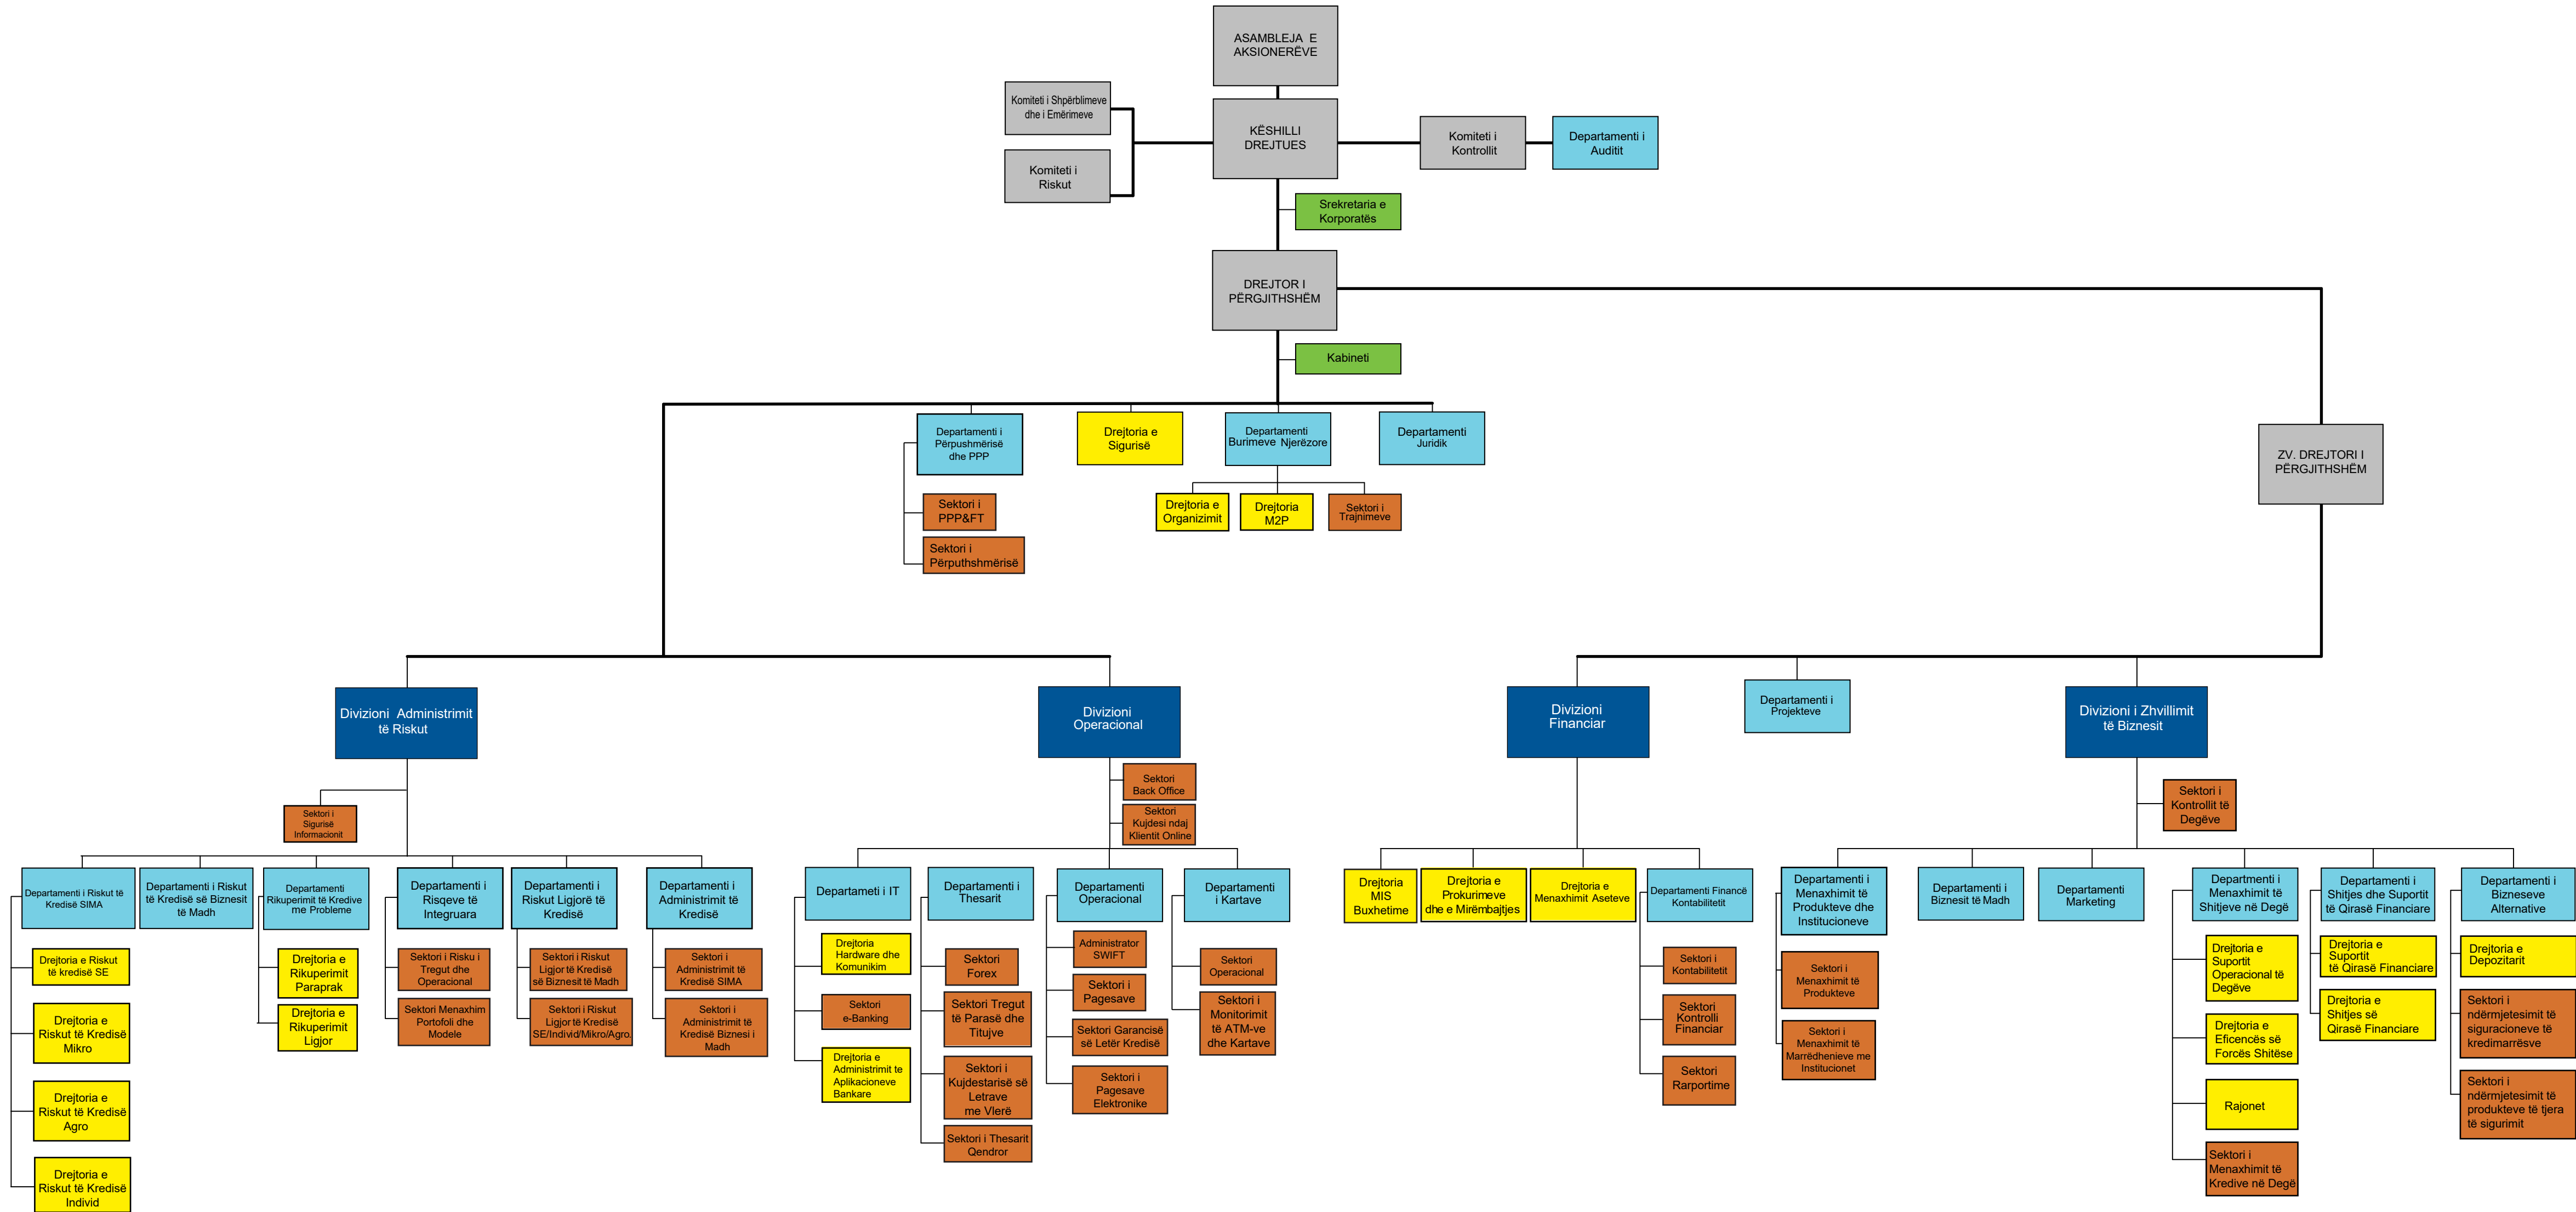 ASAMBLEJA E
AKSIONERËVE
Komiteti i Shpërblimeve
dhe i Emërimeve
Komiteti i
Riskut
KËSHILLI
DREJTUES
Komiteti i
Kontrollit
Departamenti i
Auditit
Srekretaria e
Korporatës
DREJTOR I
PËRGJITHSHËM
Kabineti
Departamenti i
Përpushmërisë
dhe PPP
Drejtoria e
Sigurisë
Departamenti
Burimeve Njerëzore
Departamenti
Juridik
ZV. DREJTORI I
PËRGJITHSHËM
Sektori i
PPP&FT
Sektori i
Përputhshmërisë
Drejtoria e
Organizimit
Drejtoria
M2P
Sektori i
Trajnimeve
Divizioni Administrimit
të Riskut
Divizioni
Operacional
Divizioni
Financiar
Departamenti i
Projekteve
Divizioni i Zhvillimit
të Biznesit
Sektori i
Sigurisë
Informacionit
Sektori
Back Office
Sektori
Kujdesi ndaj
Klientit Online
Sektori i
Kontrollit të
Degëve
Departamenti i Riskut të
Kredisë SIMA
Departamenti i Riskut
të Kredisë së Biznesit
të Madh
Departamenti
Rikuperimit të Kredive
me Probleme
Departamenti i
Risqeve të
Integruara
Departamenti i
Riskut Ligjorë të
Kredisë
Departamenti i
Administrimit të
Kredisë
Departameti i IT
Departamenti i
Thesarit
Departamenti
Operacional
Departamenti
i Kartave
Drejtoria
MIS
Buxhetime
Drejtoria e
Prokurimeve
dhe e Mirëmbajtjes
Drejtoria e
Menaxhimit Aseteve
Departamenti Financë
Kontabilitetit
Departamenti i
Menaxhimit të
Produkteve dhe
Institucioneve
Departamenti i
Biznesit të Madh
Departamenti
Marketing
Departmenti i
Menaxhimit të
Shitjeve në Degë
Departamenti i
Shitjes dhe Suportit
të Qirasë Financiare
Departamenti i
Bizneseve
Alternative
Drejtoria e Riskut
të kredisë SE
Drejtoria e
Riskut të Kredisë
Mikro
Drejtoria e
Riskut të Kredisë
Agro
Drejtoria e
Riskut të Kredisë
Individ
Drejtoria e
Rikuperimit
Paraprak
Drejtoria e
Rikuperimit
Ligjor
Sektori i Risku i
Tregut dhe
Operacional
Sektori Menaxhim
Portofoli dhe
Modele
Sektori i Riskut
Ligjor të Kredisë
së Biznesit të Madh
Sektori i Riskut
Ligjor të Kredisë
SE/Individ/Mikro/Agro.
Sektori i
Administrimit të
Kredisë SIMA
Sektori i
Administrimit të
Kredisë Biznesi i
Madh
Drejtoria
Hardware dhe
Komunikim
Sektori
e-Banking
Drejtoria e
Administrimit te
Aplikacioneve
Bankare
Sektori
Forex
Sektori Tregut
të Parasë dhe
Titujve
Sektori i
Kujdestarisë së
Letrave
me Vlerë
Sektori i Thesarit
Qendror
Administrator
SWIFT
Sektori i
Pagesave
Sektori Garancisë
së Letër Kredisë
Sektori i
Pagesave
Elektronike
Sektori
Operacional
Sektori i
Monitorimit
të ATM-ve
dhe Kartave
Sektori i
Kontabilitetit
Sektori
Kontrolli
Financiar
Sektori
Rarportime
Sektori i
Menaxhimit të
Produkteve
Sektori i
Menaxhimit të
Marrëdhenieve me
Institucionet
Drejtoria e
Suportit
Operacional të
Degëve
Drejtoria e
Eficencës së
Forcës Shitëse
Rajonet
Sektori i
Menaxhimit të
Kredive në Degë
Drejtoria e
Suportit
të Qirasë Financiare
Drejtoria e
Shitjes së
Qirasë Financiare
Drejtoria e
Depozitarit
Sektori i
ndërmjetesimit të
siguracioneve të
kredimarrësve
Sektori i
ndërmjetesimit të
produkteve të tjera
të sigurimit